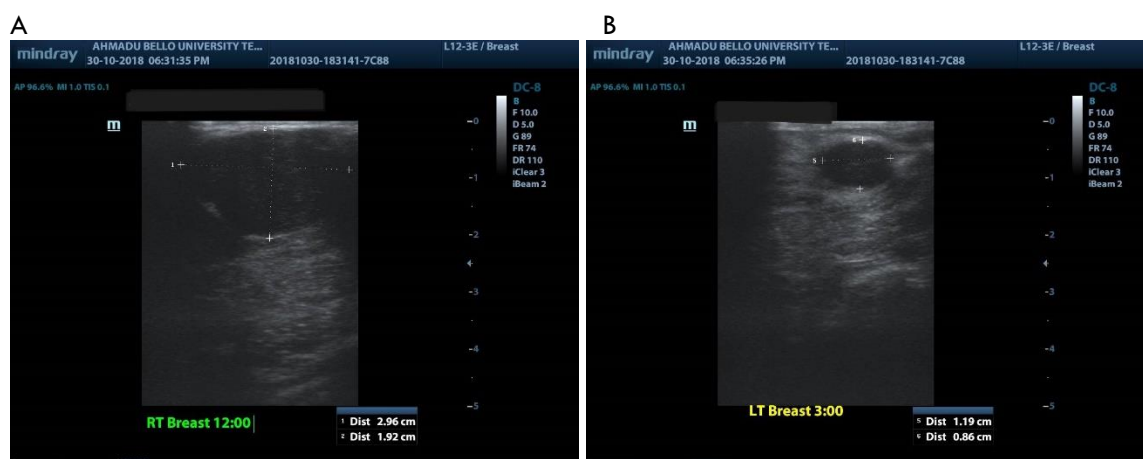 A
mindray
AHMADU BELLO UNIVERSITY TE...
30-10-2018 06:31:35 PM 20181030-183141-7C88
L12-3E / Breast
AP 96.6% MI 1.0 TIS 0.1
m
DC-8
B
F 10.0
D 5.0
G 89
FR 74
DR 110
iClear 3
iBeam 2
0
1
2
3
4
5
1
2
RT Breast 12:00
1 Dist 2.96 cm
2 Dist 1.92 cm
B
mindray
AHMADU BELLO UNIVERSITY TE...
30-10-2018 06:35:26 PM 20181030-183141-7C88
L12-3E / Breast
AP 96.6% MI 1.0 TIS 0.1
m
DC-8
B
F 10.0
D 5.0
G 89
FR 74
DR 110
iClear 3
iBeam 2
0
1
2
3
4
5
5
6
LT Breast 3:00
5 Dist 1.19 cm
6 Dist 0.86 cm